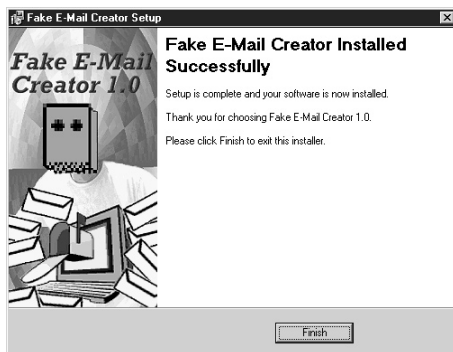 Fake E-Mail Creator Setup
Fake E-Mail
Creator 1.0
Fake E-Mail Creator Installed
Successfully
Setup is complete and your software is now installed.
Thank you for choosing Fake E-Mail Creator 1.0.
Please click Finish to exit this installer.
Finish